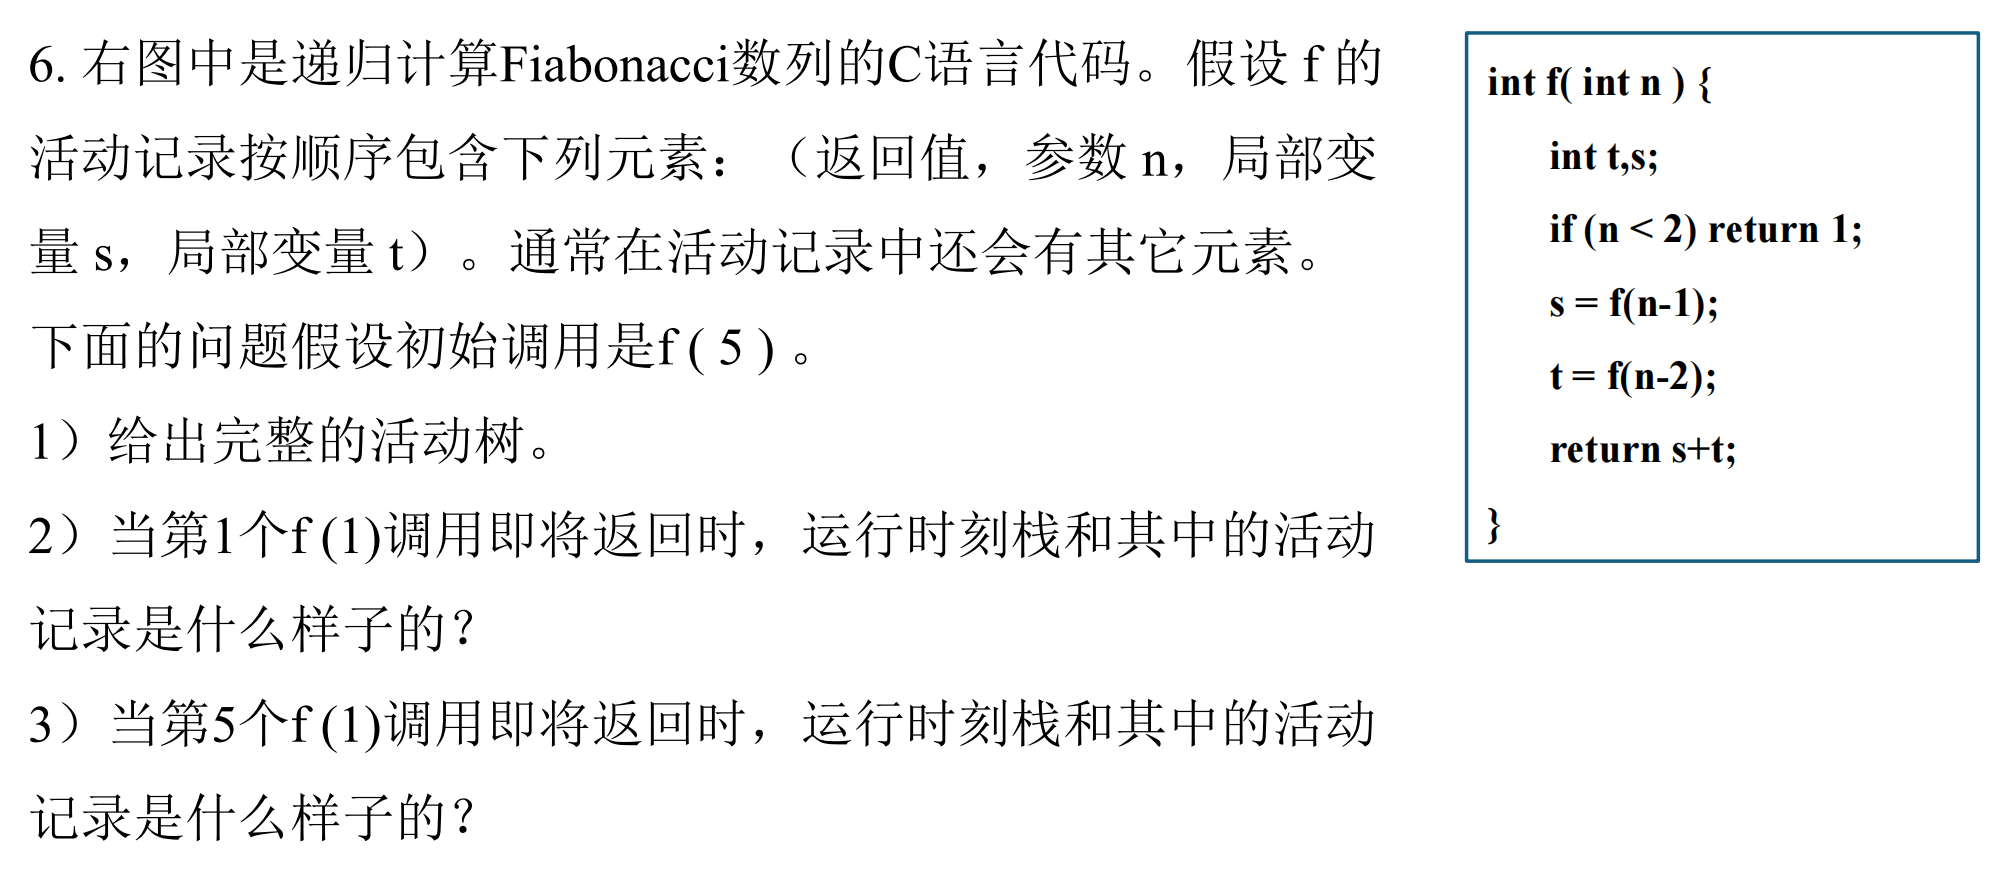 6. 右图中是递归计算Fiabonacci数列的C语言代码。假设 f 的
活动记录按顺序包含下列元素：（返回值，参数 n，局部变
量 s，局部变量 t）。通常在活动记录中还会有其它元素。
下面的问题假设初始调用是f ( 5 ) 。
1）给出完整的活动树。
2）当第1个f (1)调用即将返回时，运行时刻栈和其中的活动
记录是什么样子的？
3）当第5个f (1)调用即将返回时，运行时刻栈和其中的活动
记录是什么样子的？
int f( int n ) {
int t,s;
if (n < 2) return 1;
s = f(n-1);
t = f(n-2);
return s+t;
}